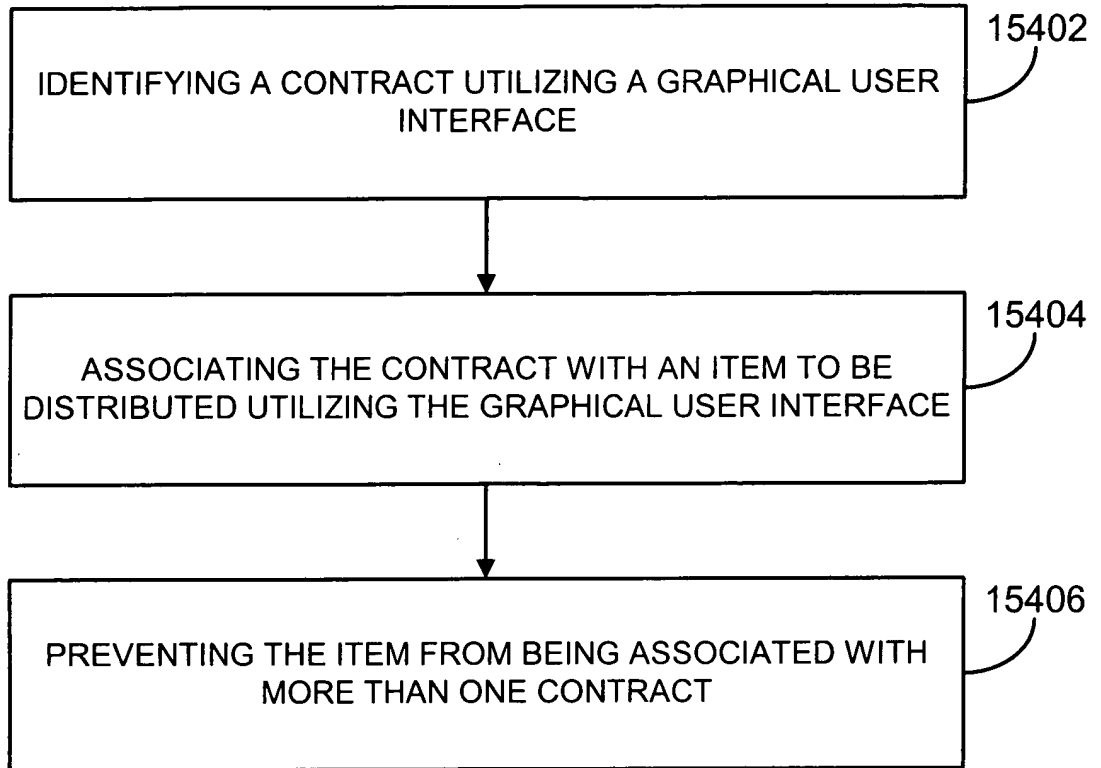 15402
IDENTIFYING A CONTRACT UTILIZING A GRAPHICAL USER
INTERFACE
15404
ASSOCIATING THE CONTRACT WITH AN ITEM TO BE
DISTRIBUTED UTILIZING THE GRAPHICAL USER INTERFACE
15406
PREVENTING THE ITEM FROM BEING ASSOCIATED WITH
MORE THAN ONE CONTRACT